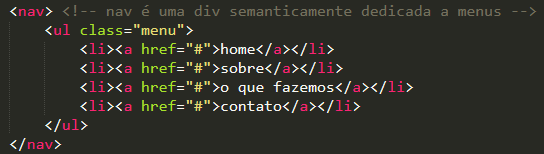 <nav> <!-- nav é uma div semanticamente dedicada a menus -->
<ul class="menu">
<li><a href="#">home</a></li>
<li><a href="#">sobre</a></li>
<li><a href="#">o que fazemos</a></li>
<li><a href="#">contato</a></li>
</ul>
</nav>